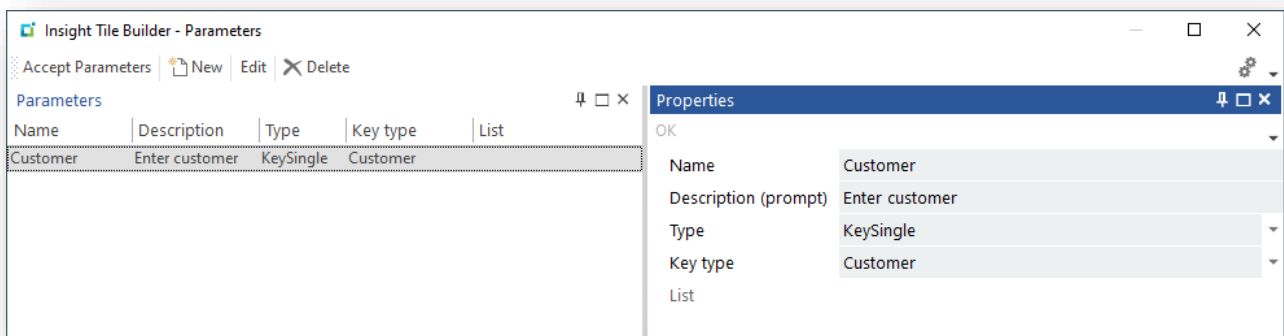 Insight Tile Builder - Parameters
Accept Parameters New Edit Delete
Parameters
Name Description Type Key type List
Customer Enter customer KeySingle Customer
Properties
OK
Name Customer
Description (prompt) Enter customer
Type KeySingle
Key type Customer
List